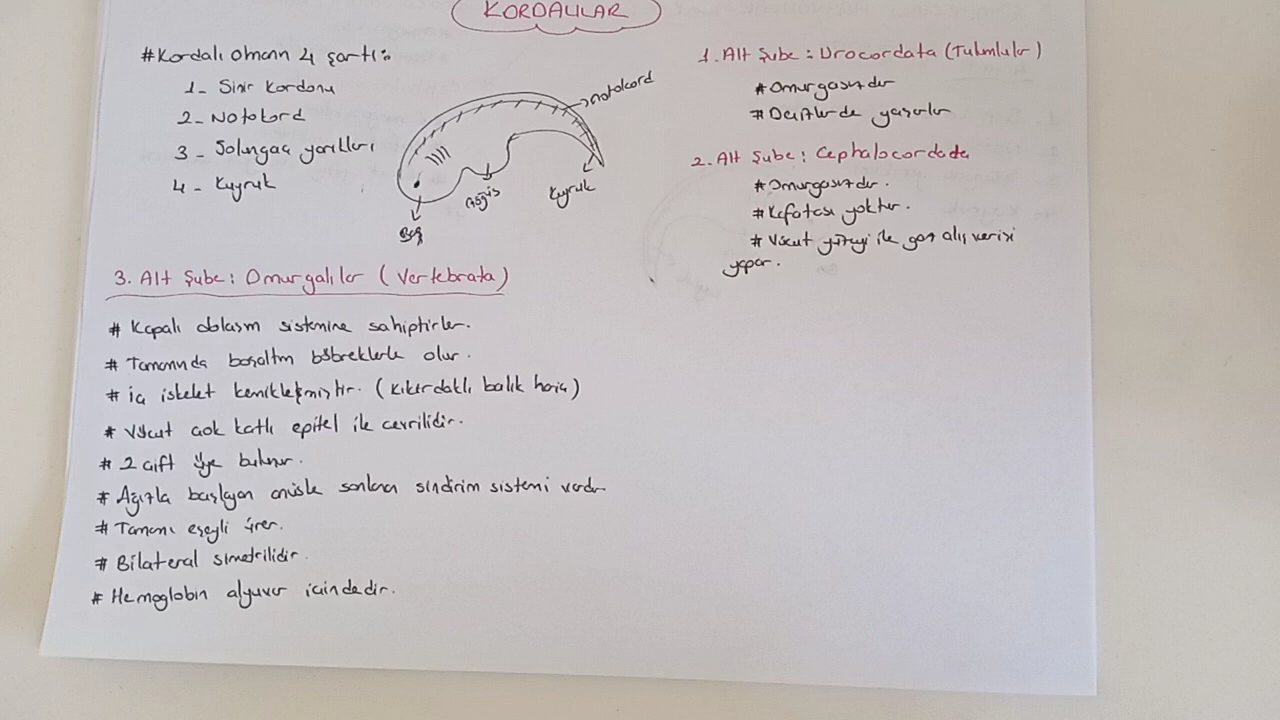 KORDALILAR
#Kordalı olmanın 4 şartı:
1- Sinir Kordonu
2- Notokord
3- Solungaç yarıkları
4- Kuyruk
notokord
Kuyruk
Baş
1. Alt Şube: Urocordata (Tulumlular)
# Omurgasızdır
# Denizlerde yaşarlar
2. Alt Şube: Cephalocordata
# Omurgasızdır.
# Kafatası yoktur.
# Vücut yüzeyi ile gaz alış verişi
yapar.
3. Alt Şube: Omurgalılar (Vertebrata)
# Kapalı dolaşım sistemine sahiptirler.
# Tamamında boşaltım böbreklerle olur.
# İç iskelet kemikleşmiştir. (Kıkırdaklı balık hariç)
# Vücut çok katlı epitel ile çevrilidir.
# 2 çift üye bulunur.
# Ağızla başlayan anüsle sonlanan sindirim sistemi vardır
# Tamamı eşeyli ürer.
# Bilateral simetrilidir.
# Hemoglobin alyuvar içindedir.